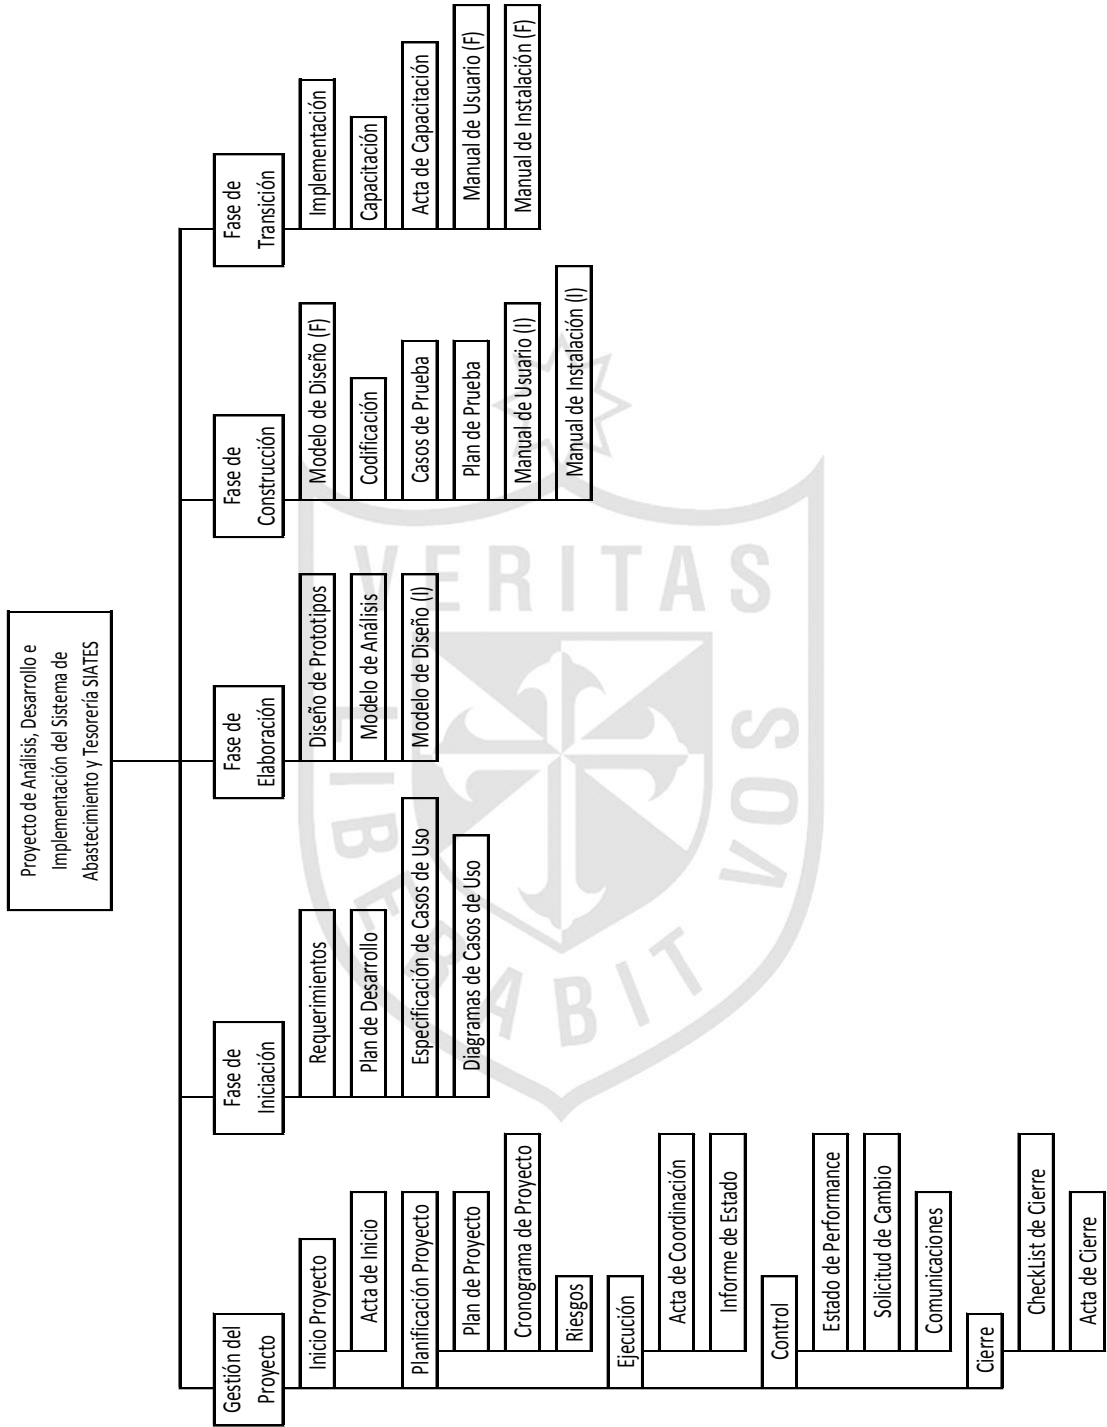 Proyecto de Análisis, Desarrollo e
Implementación del Sistema de
Abastecimiento y Tesorería SIATES
Gestión del
Proyecto
Inicio Proyecto
Acta de Inicio
Planificación Proyecto
Plan de Proyecto
Cronograma de Proyecto
Riesgos
Ejecución
Acta de Coordinación
Informe de Estado
Control
Estado de Performance
Solicitud de Cambio
Comunicaciones
Cierre
CheckList de Cierre
Acta de Cierre
Fase de
Iniciación
Requerimientos
Plan de Desarrollo
Especificación de Casos de Uso
Diagramas de Casos de Uso
Fase de
Elaboración
Diseño de Prototipos
Modelo de Análisis
Modelo de Diseño (I)
Fase de
Construcción
Modelo de Diseño (F)
Codificación
Casos de Prueba
Plan de Prueba
Manual de Usuario (I)
Manual de Instalación (I)
Fase de
Transición
Implementación
Capacitación
Acta de Capacitación
Manual de Usuario (F)
Manual de Instalación (F)
VERITAS
LIBERABIT
VOS